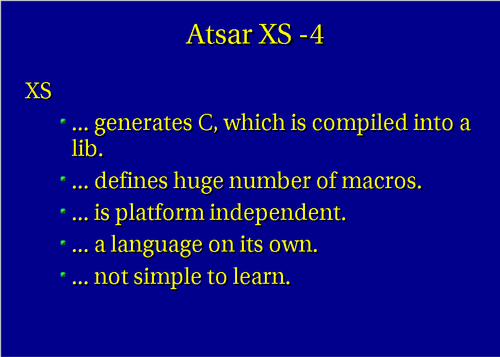 Atsar XS -4
XS
... generates C, which is compiled into a
lib.
... defines huge number of macros.
... is platform independent.
... a language on its own.
... not simple to learn.